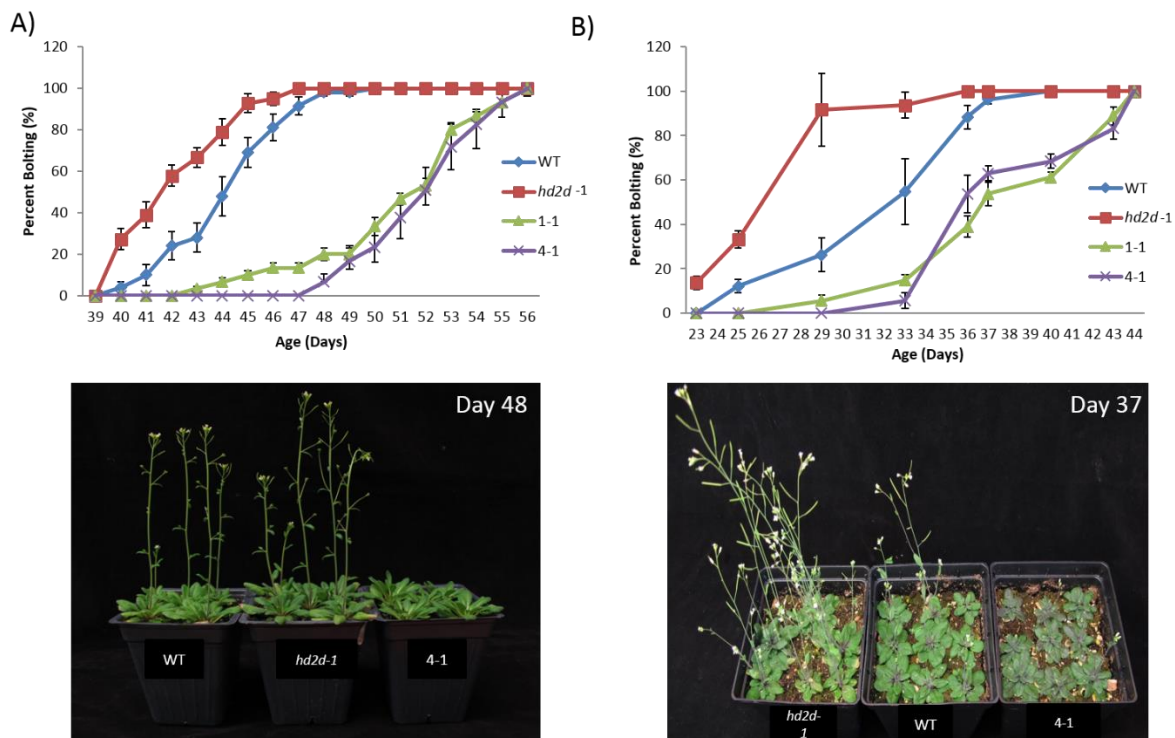 A)
120
100
80
60
40
20
0
Percent Bolting (%)
39 40 41 42 43 44 45 46 47 48 49 50 51 52 53 54 55 56
Age (Days)
WT
hd2d -1
1-1
4-1
B)
120
100
80
60
40
20
0
Percent Bolting (%)
23 24 25 26 27 28 29 30 31 32 33 34 35 36 37 38 39 40 41 42 43 44
Age (Days)
WT
hd2d -1
1-1
4-1
Day 48
WT
hd2d-1
4-1
Day 37
hd2d-
1
WT
4-1